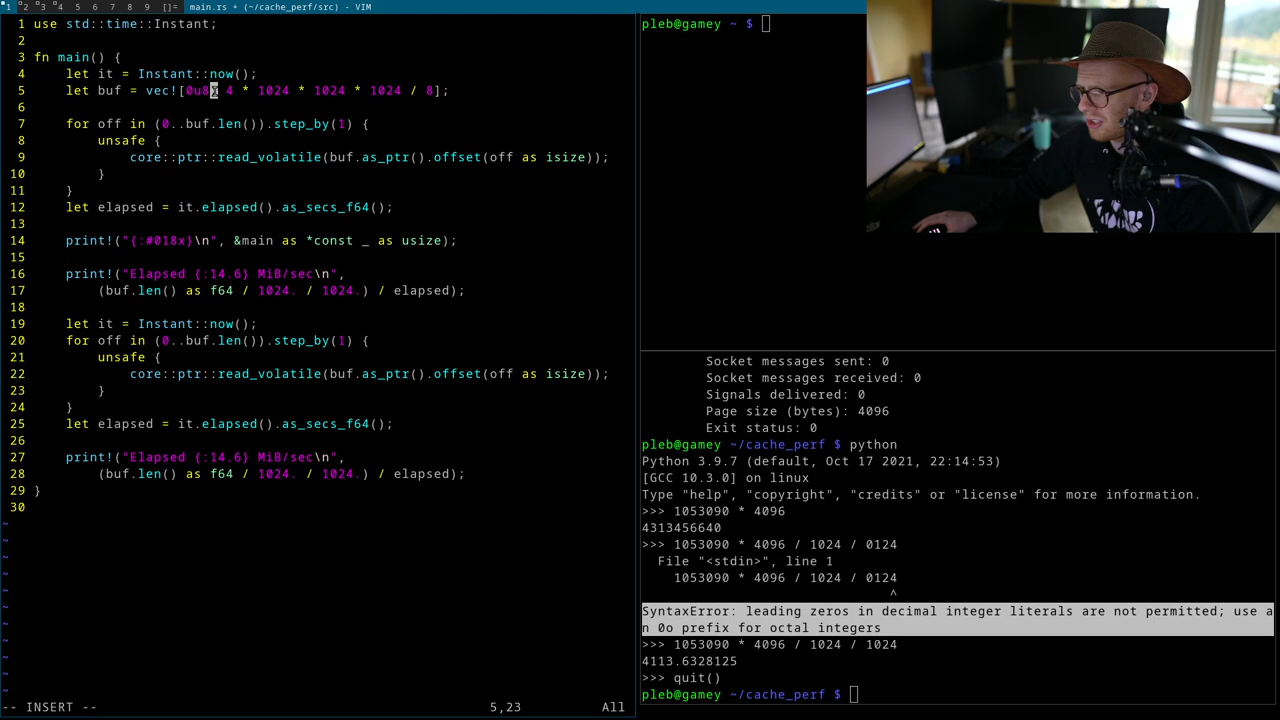 1 2 3 4 5 6 7 8 9 []= main.rs + (~/cache_perf/src) - VIM
1 use std::time::Instant;
2
3 fn main() {
4     let it = Instant::now();
5     let buf = vec![0u8; 4 * 1024 * 1024 * 1024 / 8];
6
7     for off in (0..buf.len()).step_by(1) {
8         unsafe {
9             core::ptr::read_volatile(buf.as_ptr().offset(off as isize));
10         }
11     }
12     let elapsed = it.elapsed().as_secs_f64();
13
14     print!("{:#018x}\n", &main as *const _ as usize);
15
16     print!("Elapsed {:14.6} MiB/sec\n",
17         (buf.len() as f64 / 1024. / 1024.) / elapsed);
18
19     let it = Instant::now();
20     for off in (0..buf.len()).step_by(1) {
21         unsafe {
22             core::ptr::read_volatile(buf.as_ptr().offset(off as isize));
23         }
24     }
25     let elapsed = it.elapsed().as_secs_f64();
26
27     print!("Elapsed {:14.6} MiB/sec\n",
28         (buf.len() as f64 / 1024. / 1024.) / elapsed);
29 }
30
~
~
~
~
~
~
~
~
~
~
~
-- INSERT -- 5,23 All
pleb@gamey ~ $
Socket messages sent: 0
Socket messages received: 0
Signals delivered: 0
Page size (bytes): 4096
Exit status: 0
pleb@gamey ~/cache_perf $ python
Python 3.9.7 (default, Oct 17 2021, 22:14:53)
[GCC 10.3.0] on linux
Type "help", "copyright", "credits" or "license" for more information.
>>> 1053090 * 4096
4313456640
>>> 1053090 * 4096 / 1024 / 0124
  File "<stdin>", line 1
    1053090 * 4096 / 1024 / 0124
                               ^
SyntaxError: leading zeros in decimal integer literals are not permitted; use a
n 0o prefix for octal integers
>>> 1053090 * 4096 / 1024 / 1024
4113.6328125
>>> quit()
pleb@gamey ~/cache_perf $